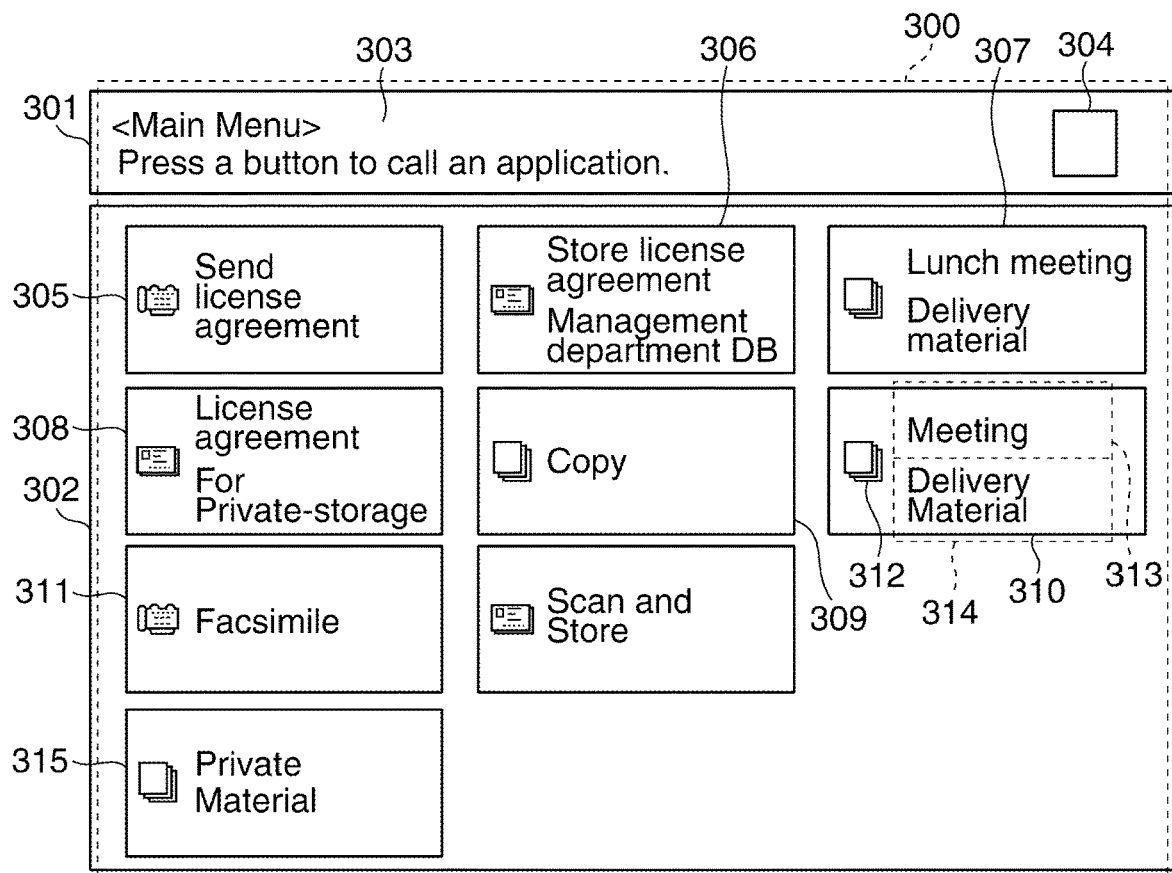 300
303
306
307
304
301
<Main Menu>
Press a button to call an application.
305
Send
license
agreement
Store license
agreement
Management
department DB
Lunch meeting
Delivery
material
308
License
agreement
For
Private-storage
Copy
Meeting
Delivery
Material
302
312
314
310
313
309
311
Facsimile
Scan and
Store
315
Private
Material